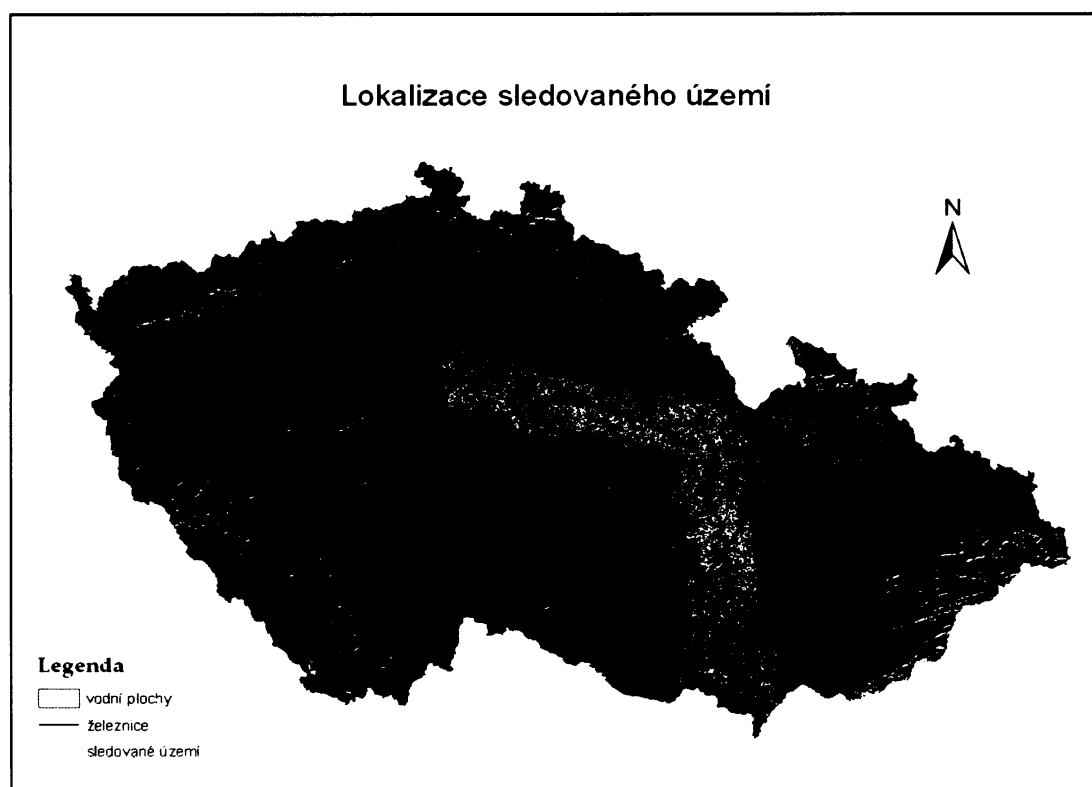 Lokalizace sledovaného území
N
Legenda
vodní plochy
železnice
sledované území